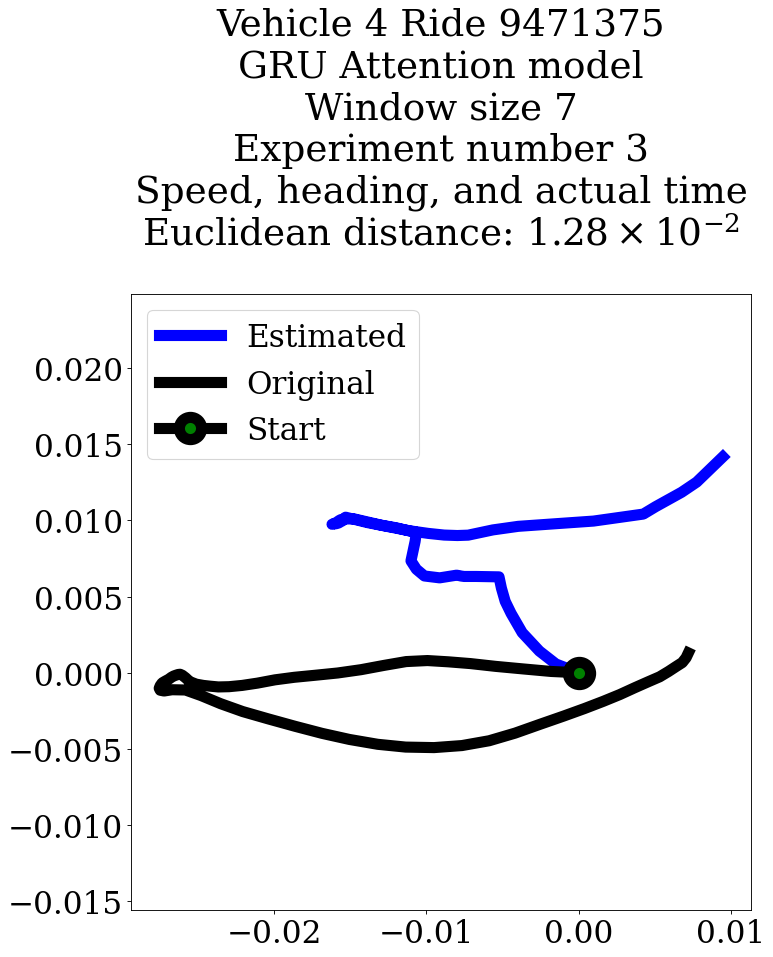 Vehicle 4 Ride 9471375
GRU Attention model
Window size 7
Experiment number 3
Speed, heading, and actual time
Euclidean distance: 1.28 × 10⁻²
Estimated
Original
Start
0.020
0.015
0.010
0.005
0.000
−0.005
−0.010
−0.015
−0.02 −0.01 0.00 0.01